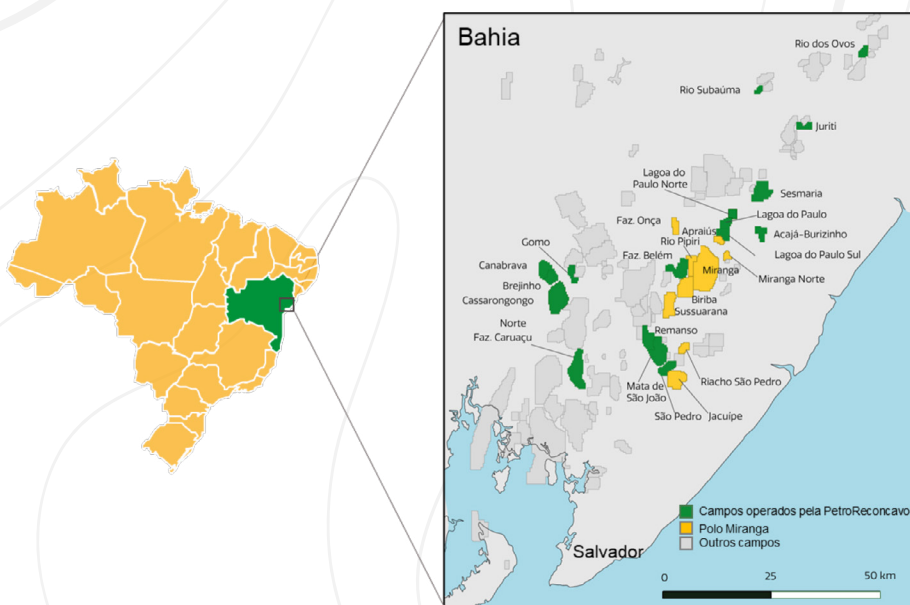 Bahia
Rio dos Ovos
Rio Subaúma
Juriti
Lagoa do
Paulo Norte
Sesmaria
Lagoa do Paulo
Faz. Onça
Apraiús
Acajá-Burizinho
Rio Pipiri
Gomo
Lagoa do Paulo Sul
Faz. Belém
Canabrava
Miranga
Miranga Norte
Brejinho
Cassarongongo
Biriba
Sussuarana
Norte
Faz. Caruaçu
Remanso
Riacho São Pedro
Mata de
São João
São Pedro
Jacuípe
Campos operados pela PetroReconcavo
Polo Miranga
Outros campos
Salvador
0 25 50 km